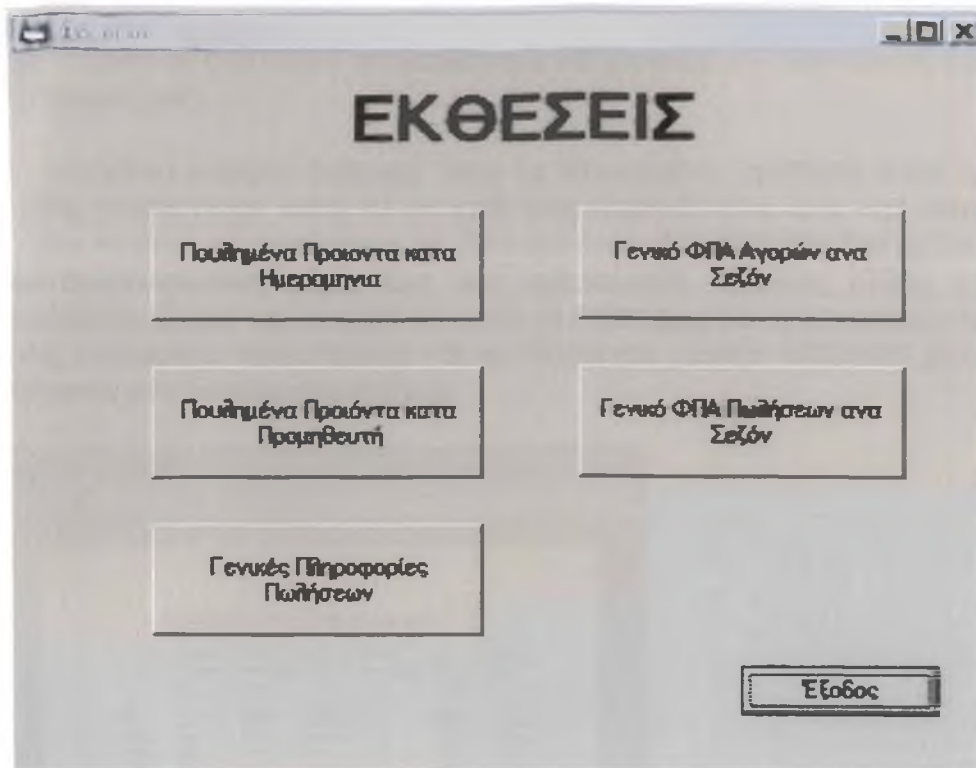 ΕΚΘΕΣΕΙΣ
Πουλημένα Προιοντα κατα
Ημερομηνια
Γενικό ΦΠΑ Αγορών ανα
Σεζόν
Πουλημένα Προιόντα κατα
Προμηθευτή
Γενικό ΦΠΑ Πωλήσεων ανα
Σεζόν
Γενικές Πληροφορίες
Πωλήσεων
Έξοδος